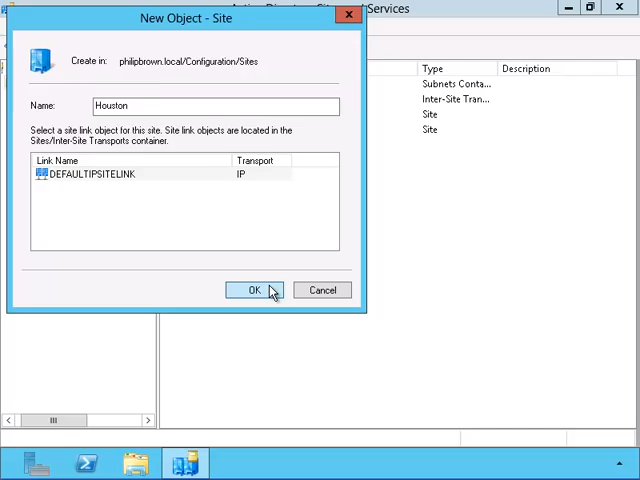 New Object - Site
Services
Create in: philipbrown.local/Configuration/Sites
Name: Houston
Select a site link object for this site. Site link objects are located in the
Sites/Inter-Site Transports container.
Link Name Transport
DEFAULTIPSITELINK IP
OK Cancel
Type Description
Subnets Conta...
Inter-Site Tran...
Site
Site